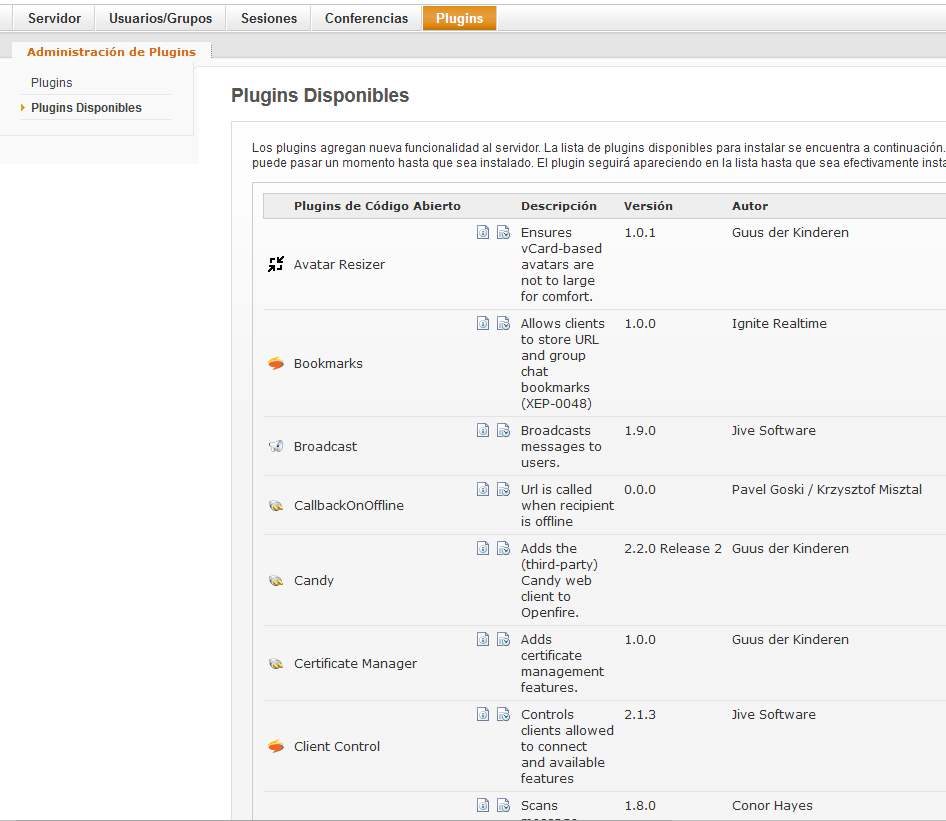 Servidor Usuarios/Grupos Sesiones Conferencias Plugins
Administración de Plugins
Plugins
Plugins Disponibles
Plugins Disponibles
Los plugins agregan nueva funcionalidad al servidor. La lista de plugins disponibles para instalar se encuentra a continuación.
puede pasar un momento hasta que sea instalado. El plugin seguirá apareciendo en la lista hasta que sea efectivamente insta
Plugins de Código Abierto Descripción Versión Autor
Avatar Resizer
Ensures 1.0.1 Guus der Kinderen
vCard-based
avatars are
not to large
for comfort.
Bookmarks
Allows clients 1.0.0 Ignite Realtime
to store URL
and group
chat
bookmarks
(XEP-0048)
Broadcast
Broadcasts 1.9.0 Jive Software
messages to
users.
CallbackOnOffline
Url is called 0.0.0 Pavel Goski / Krzysztof Misztal
when recipient
is offline
Candy
Adds the 2.2.0 Release 2 Guus der Kinderen
(third-party)
Candy web
client to
Openfire.
Certificate Manager
Adds 1.0.0 Guus der Kinderen
certificate
management
features.
Client Control
Controls 2.1.3 Jive Software
clients allowed
to connect
and available
features
Scans 1.8.0 Conor Hayes